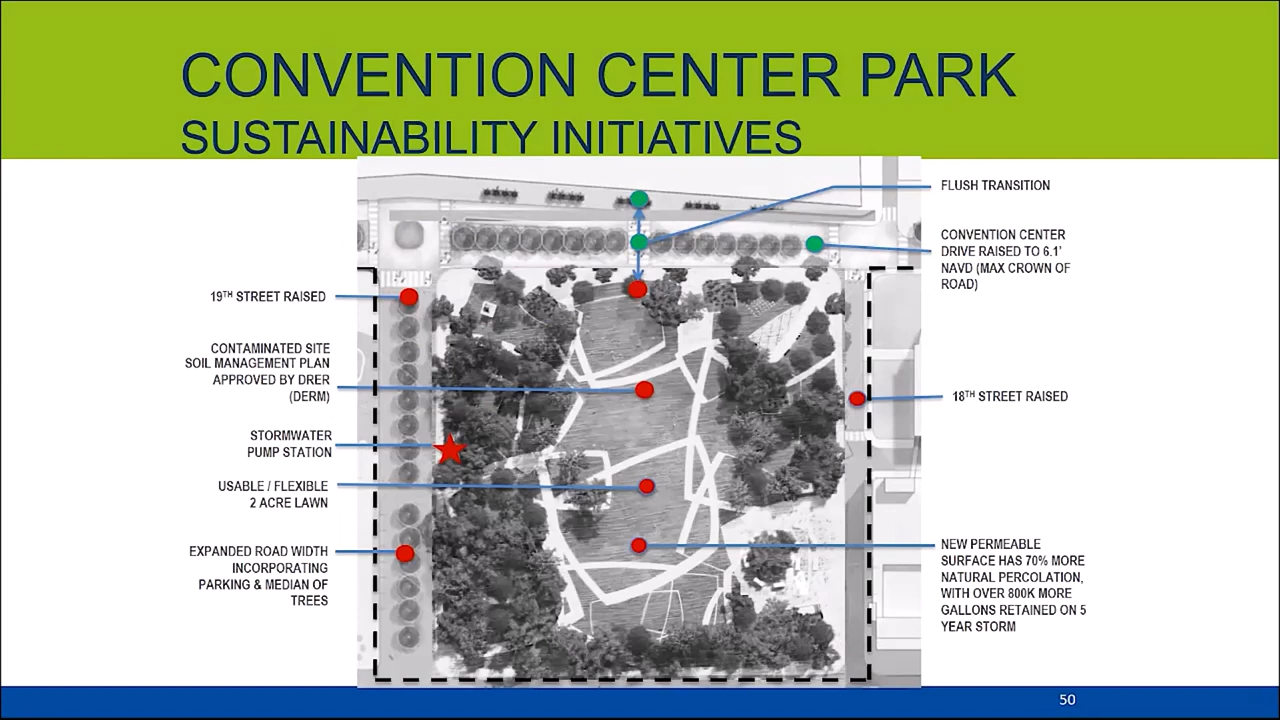 CONVENTION CENTER PARK
SUSTAINABILITY INITIATIVES
FLUSH TRANSITION
CONVENTION CENTER
DRIVE RAISED TO 6.1'
NAVD (MAX CROWN OF
ROAD)
19TH STREET RAISED
CONTAMINATED SITE
SOIL MANAGEMENT PLAN
APPROVED BY DRER
(DERM)
18TH STREET RAISED
STORMWATER
PUMP STATION
USABLE / FLEXIBLE
2 ACRE LAWN
EXPANDED ROAD WIDTH
INCORPORATING
PARKING & MEDIAN OF
TREES
NEW PERMEABLE
SURFACE HAS 70% MORE
NATURAL PERCOLATION,
WITH OVER 800K MORE
GALLONS RETAINED ON 5
YEAR STORM
50